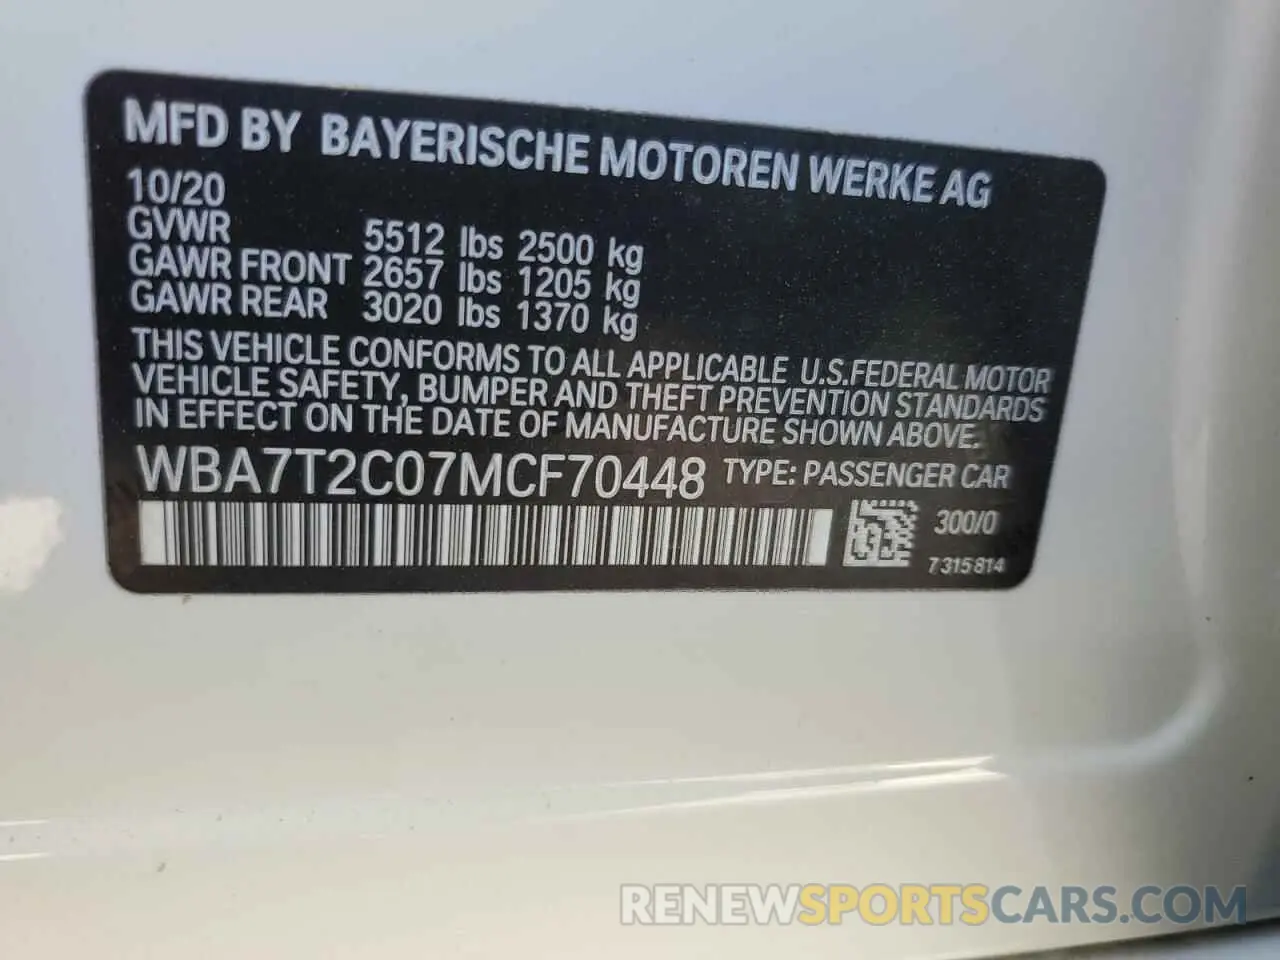 MFD BY BAYERISCHE MOTOREN WERKE AG
10/20
GVWR 5512 lbs 2500 kg
GAWR FRONT 2657 lbs 1205 kg
GAWR REAR 3020 lbs 1370 kg
THIS VEHICLE CONFORMS TO ALL APPLICABLE U.S.FEDERAL MOTOR
VEHICLE SAFETY, BUMPER AND THEFT PREVENTION STANDARDS
IN EFFECT ON THE DATE OF MANUFACTURE SHOWN ABOVE.
WBA7T2C07MCF70448 TYPE: PASSENGER CAR
300/0
7315814
RENEWSPORTSCARS.COM